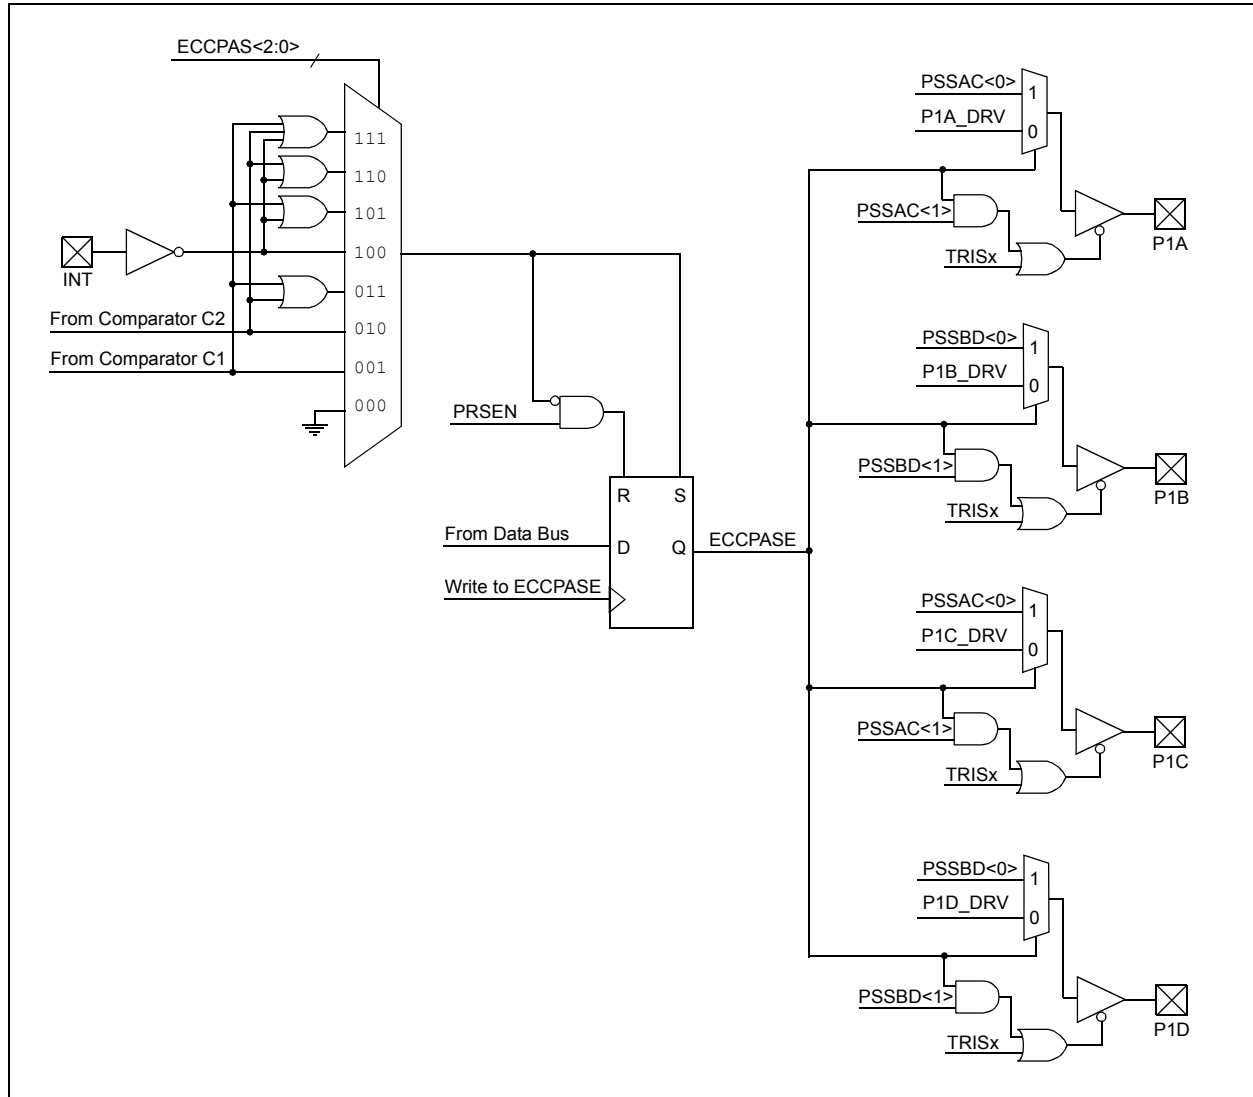 ECCPAS<2:0>
111
110
101
100
011
010
001
000
INT
From Comparator C2
From Comparator C1
PRSEN
R S
From Data Bus
D Q
ECCPASE
Write to ECCPASE
PSSAC<0>
1
P1A_DRV
0
PSSAC<1>
TRISx
P1A
PSSBD<0>
1
P1B_DRV
0
PSSBD<1>
TRISx
P1B
PSSAC<0>
1
P1C_DRV
0
PSSAC<1>
TRISx
P1C
PSSBD<0>
1
P1D_DRV
0
PSSBD<1>
TRISx
P1D